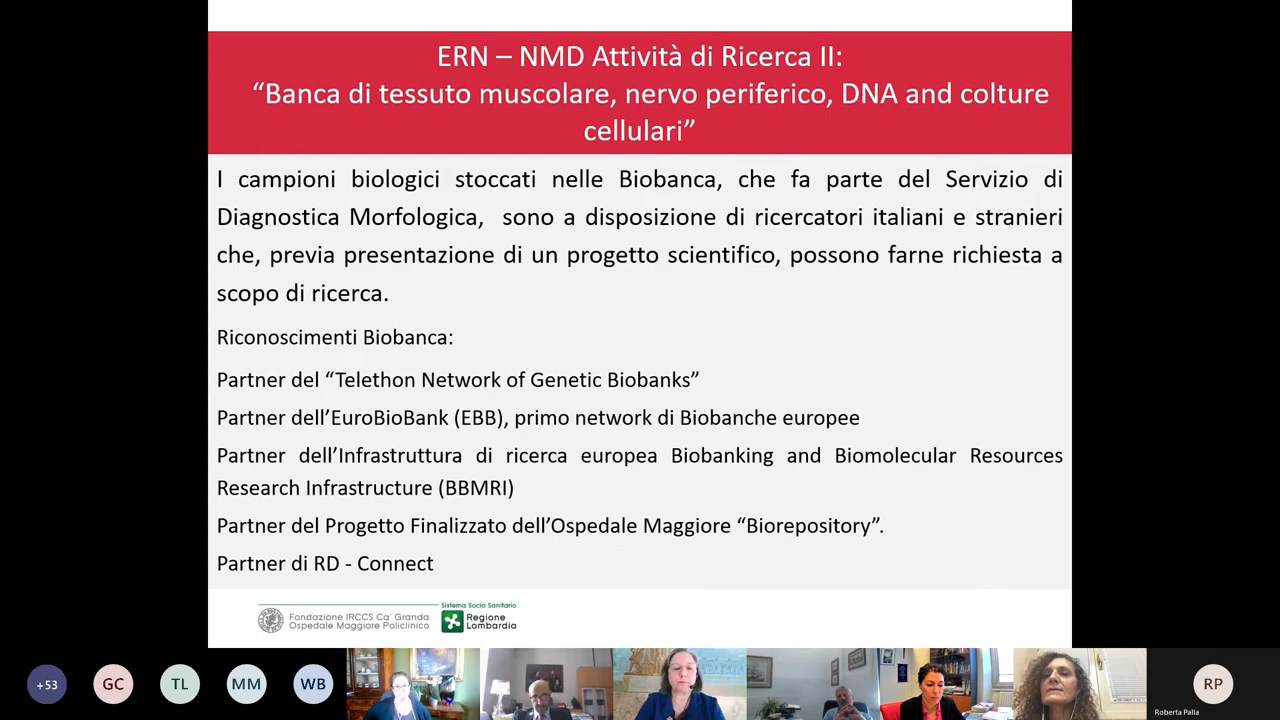 ERN – NMD Attività di Ricerca II:
“Banca di tessuto muscolare, nervo periferico, DNA and colture
cellulari”
I campioni biologici stoccati nelle Biobanca, che fa parte del Servizio di
Diagnostica Morfologica, sono a disposizione di ricercatori italiani e stranieri
che, previa presentazione di un progetto scientifico, possono farne richiesta a
scopo di ricerca.
Riconoscimenti Biobanca:
Partner del “Telethon Network of Genetic Biobanks”
Partner dell’EuroBioBank (EBB), primo network di Biobanche europee
Partner dell’Infrastruttura di ricerca europea Biobanking and Biomolecular Resources
Research Infrastructure (BBMRI)
Partner del Progetto Finalizzato dell’Ospedale Maggiore “Biorepository”.
Partner di RD - Connect
Fondazione IRCCS Ca' Granda
Ospedale Maggiore Policlinico
Sistema Socio Sanitario
Regione
Lombardia
+53
GC
TL
MM
WB
RP
Roberta Palla